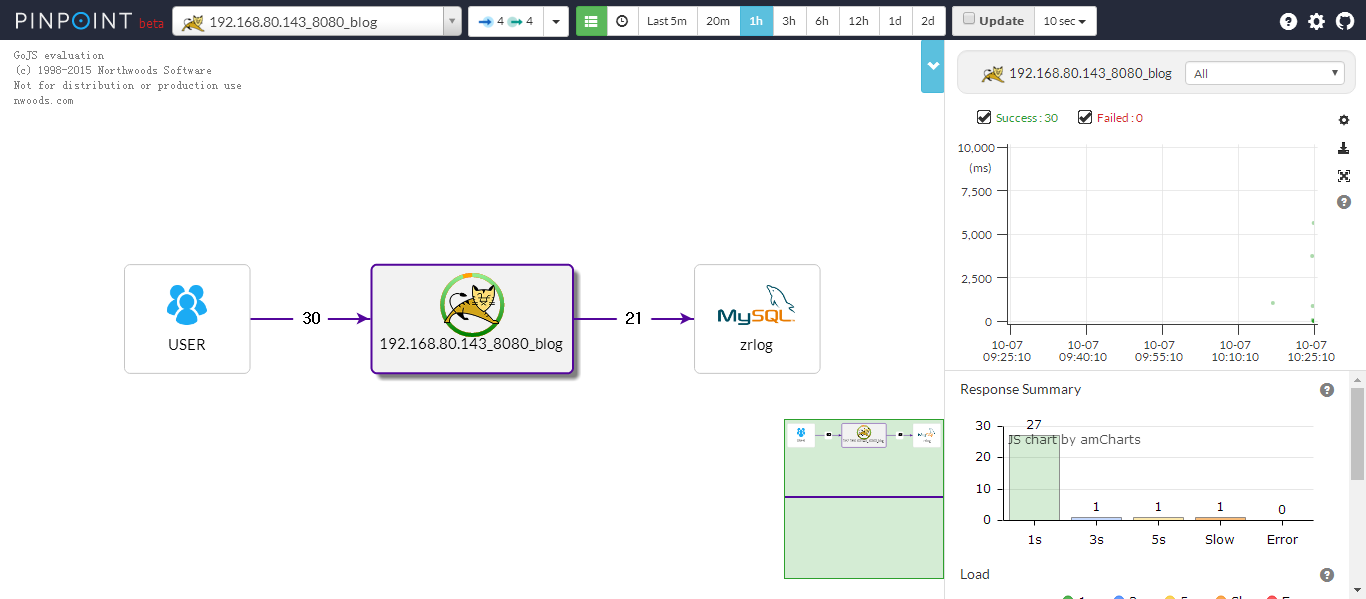 PINPOINT beta 192.168.80.143_8080_blog 4 4 Last 5m 20m 1h 3h 6h 12h 1d 2d Update 10 sec
GoJS evaluation
(c) 1998-2015 Northwoods Software
Not for distribution or production use
nwoods.com
USER
30
192.168.80.143_8080_blog
21
MySQL
zrlog
192.168.80.143_8080_blog All
Success : 30 Failed : 0
10,000
(ms)
7,500
5,000
2,500
0
10-07 10-07 10-07 10-07 10-07
09:25:10 09:40:10 09:55:10 10:10:10 10:25:10
Response Summary
30 27
JS chart by amCharts
20
10
1 1 1 0
0
1s 3s 5s Slow Error
Load